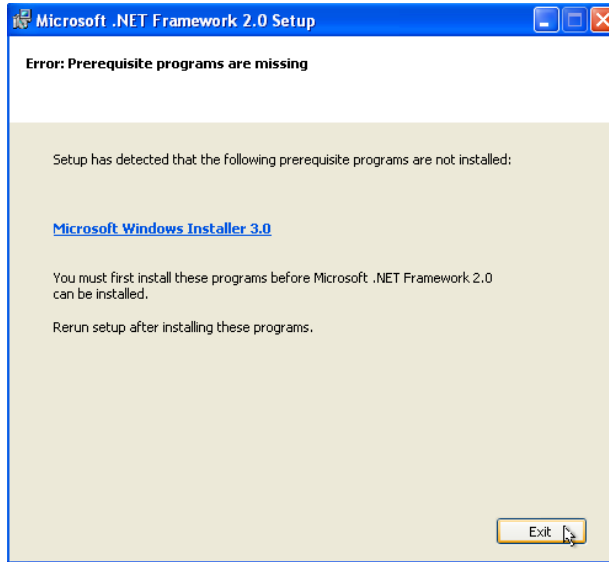 Microsoft .NET Framework 2.0 Setup
Error: Prerequisite programs are missing
Setup has detected that the following prerequisite programs are not installed:
Microsoft Windows Installer 3.0
You must first install these programs before Microsoft .NET Framework 2.0
can be installed.
Rerun setup after installing these programs.
Exit